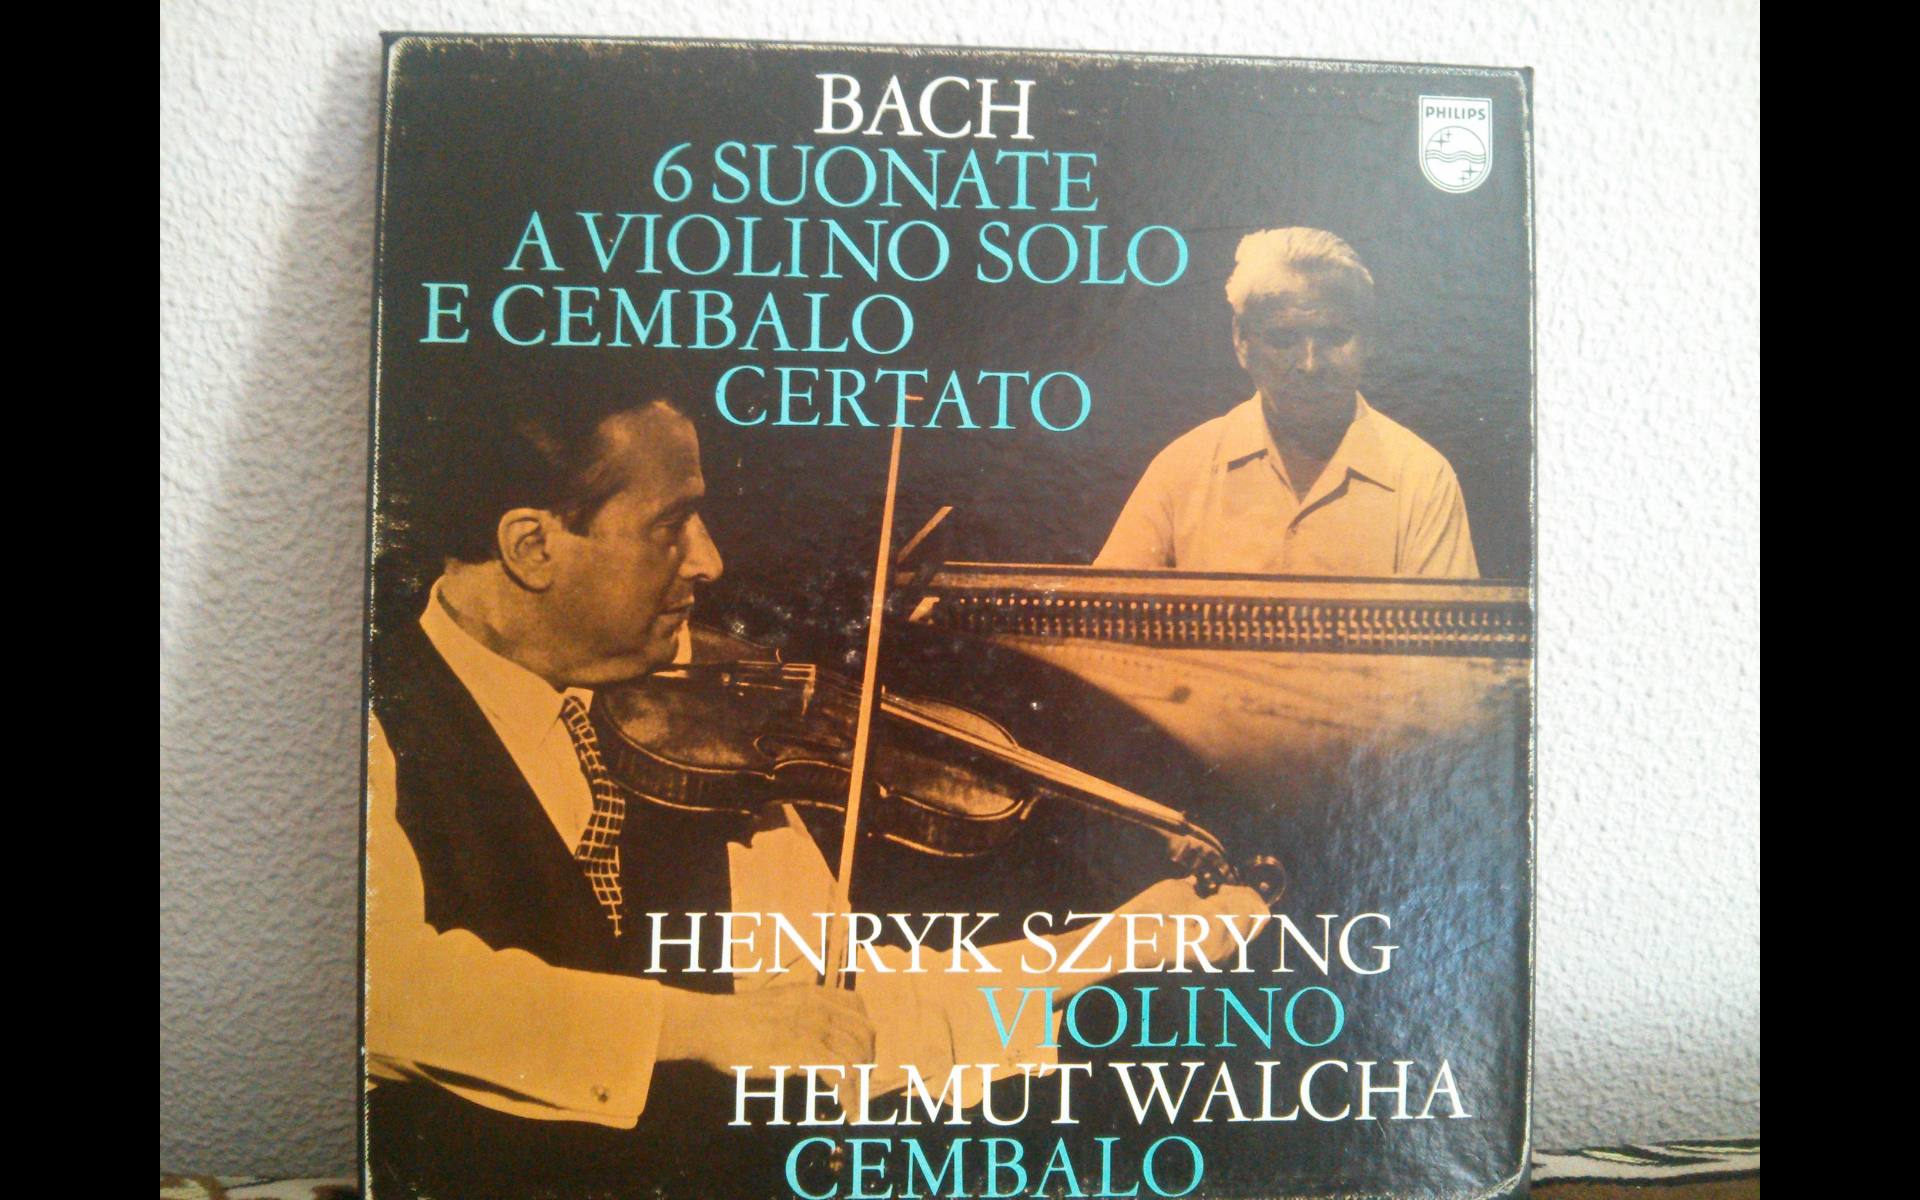 BACH
PHILIPS
6 SUONATE
A VIOLINO SOLO
E CEMBALO
CERTATO
HENRYK SZERYNG
VIOLINO
HELMUT WALCHA
CEMBALO